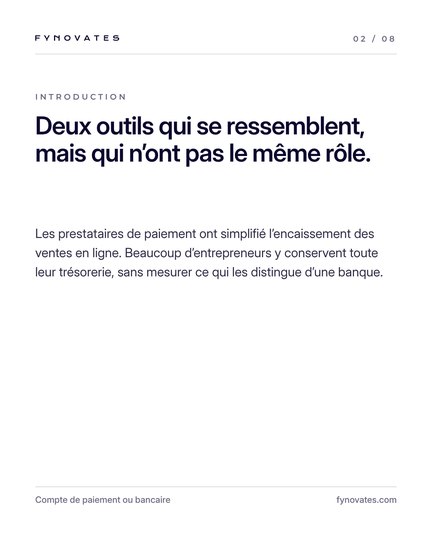 FYNOVATES
02 / 08
INTRODUCTION
Deux outils qui se ressemblent,
mais qui n’ont pas le même rôle.
Les prestataires de paiement ont simplifié l’encaissement des
ventes en ligne. Beaucoup d’entrepreneurs y conservent toute
leur trésorerie, sans mesurer ce qui les distingue d’une banque.
Compte de paiement ou bancaire
fynovates.com